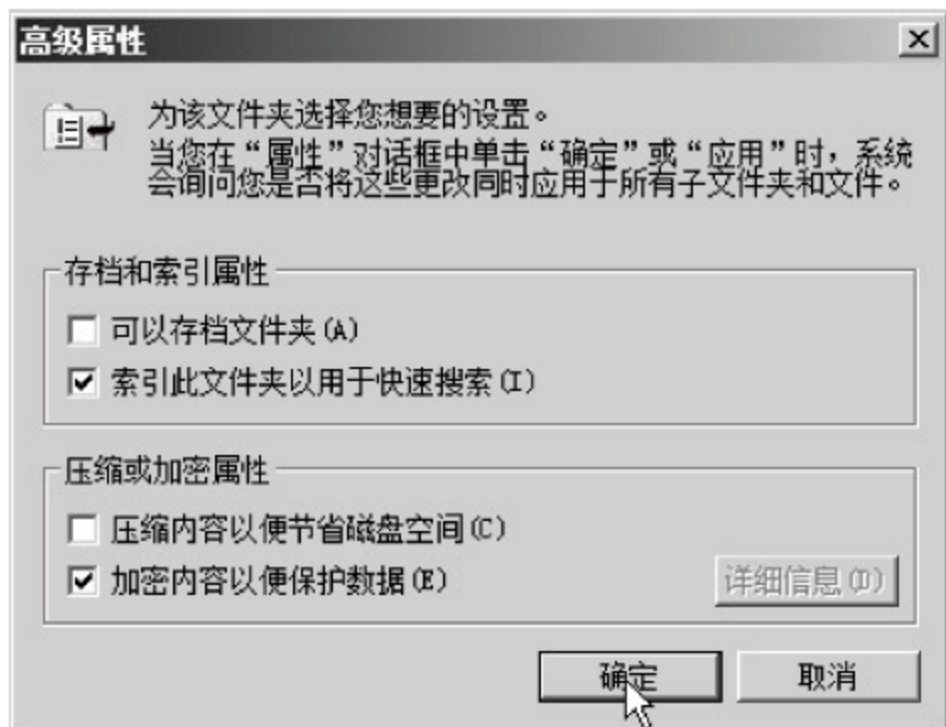 高级属性
为该文件夹选择您想要的设置。
当您在“属性”对话框中单击“确定”或“应用”时，系统
会询问您是否将这些更改同时应用于所有子文件夹和文件。
存档和索引属性
可以存档文件夹(A)
索引此文件夹以用于快速搜索(I)
压缩或加密属性
压缩内容以便节省磁盘空间(C)
加密内容以便保护数据(E)
详细信息(D)
确定
取消